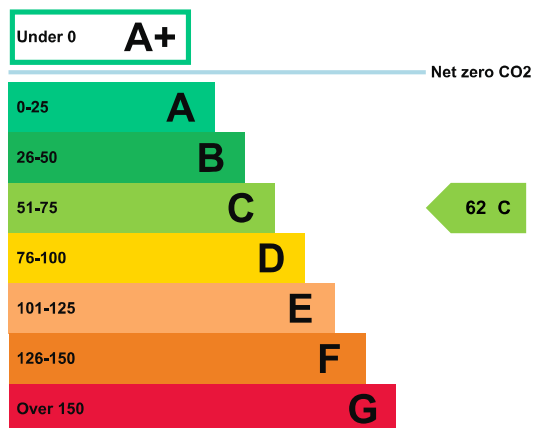 Under 0 A+
Net zero CO2
0-25 A
26-50 B
51-75 C
62 C
76-100 D
101-125 E
126-150 F
Over 150 G